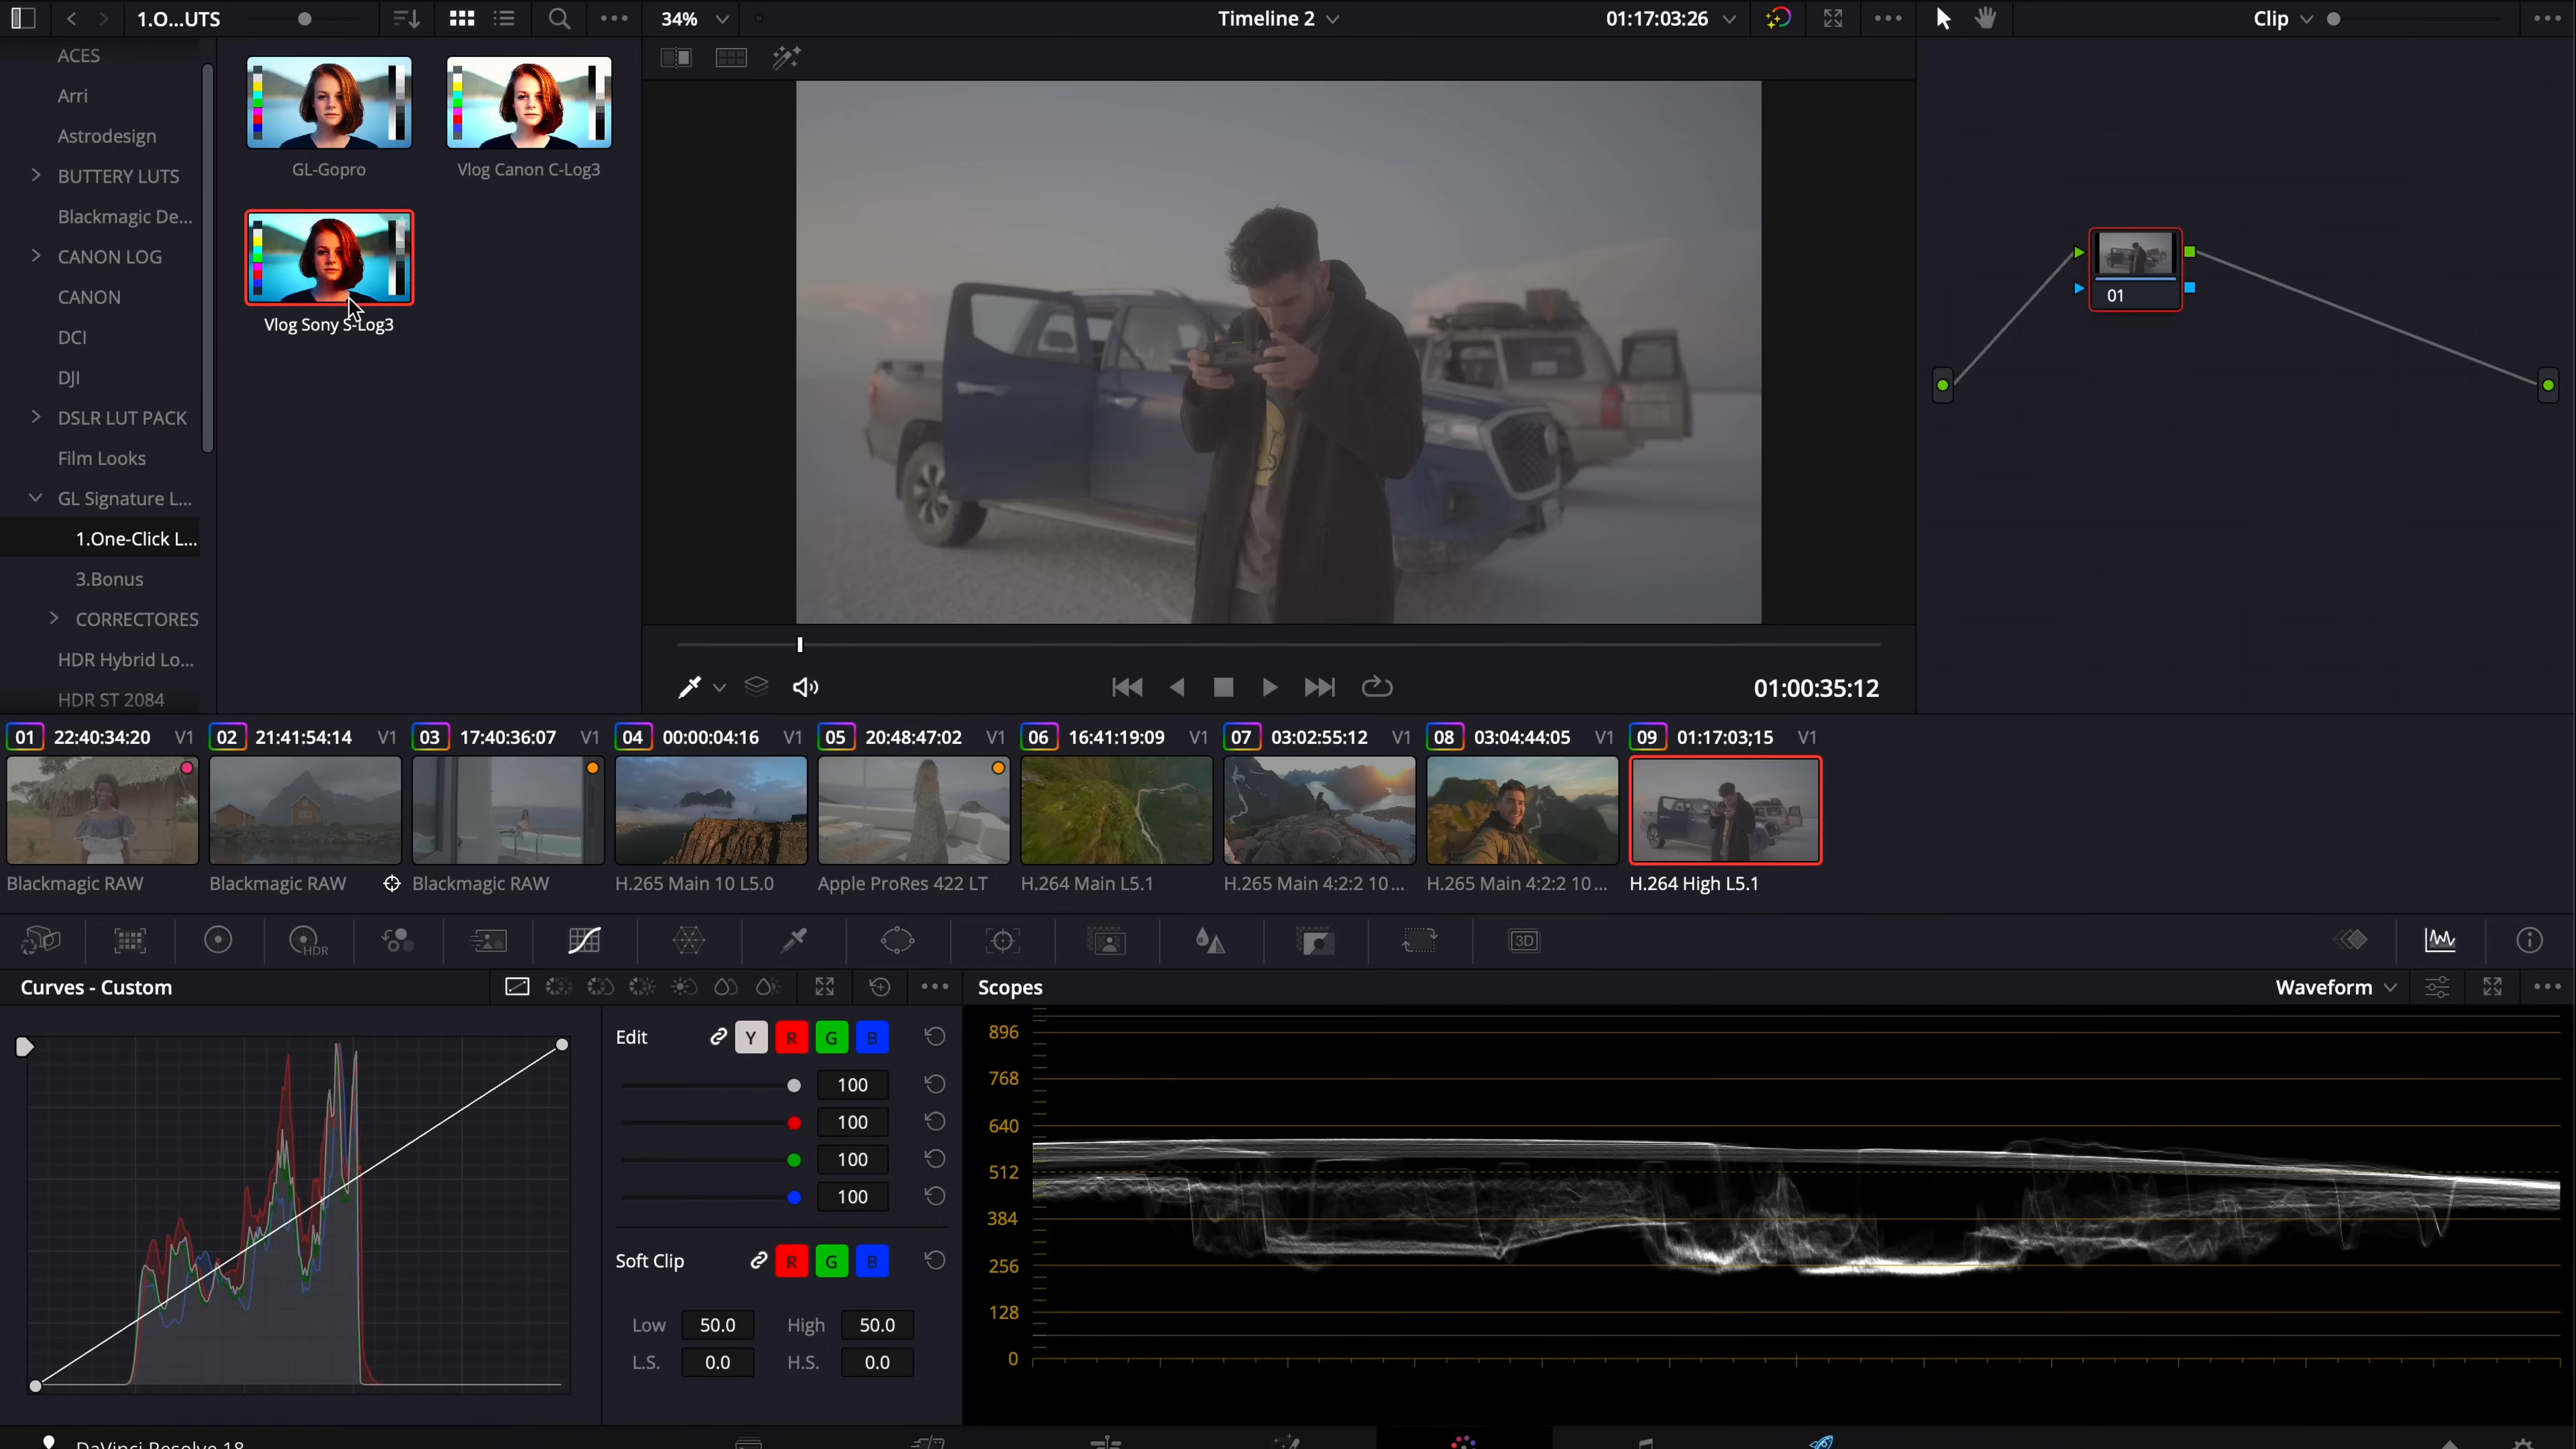 1.O...UTS
34%
Timeline 2
01:17:03:26
Clip
ACES
Arri
Astrodesign
BUTTERY LUTS
Blackmagic De...
CANON LOG
CANON
DCI
DJI
DSLR LUT PACK
Film Looks
GL Signature L...
1.One-Click L...
3.Bonus
CORRECTORES
HDR Hybrid Lo...
HDR ST 2084
GL-Gopro
Vlog Canon C-Log3
Vlog Sony S-Log3
01
01:00:35:12
01 22:40:34:20 V1
02 21:41:54:14 V1
03 17:40:36:07 V1
04 00:00:04:16 V1
05 20:48:47:02 V1
06 16:41:19:09 V1
07 03:02:55:12 V1
08 03:04:44:05 V1
09 01:17:03;15 V1
Blackmagic RAW
Blackmagic RAW
Blackmagic RAW
H.265 Main 10 L5.0
Apple ProRes 422 LT
H.264 Main L5.1
H.265 Main 4:2:2 10...
H.265 Main 4:2:2 10...
H.264 High L5.1
HDR
3D
Curves - Custom
Edit
Y R G B
100
100
100
100
Soft Clip
R G B
Low 50.0 High 50.0
L.S. 0.0 H.S. 0.0
Scopes
Waveform
896
768
640
512
384
256
128
0
DaVinci Resolve 18